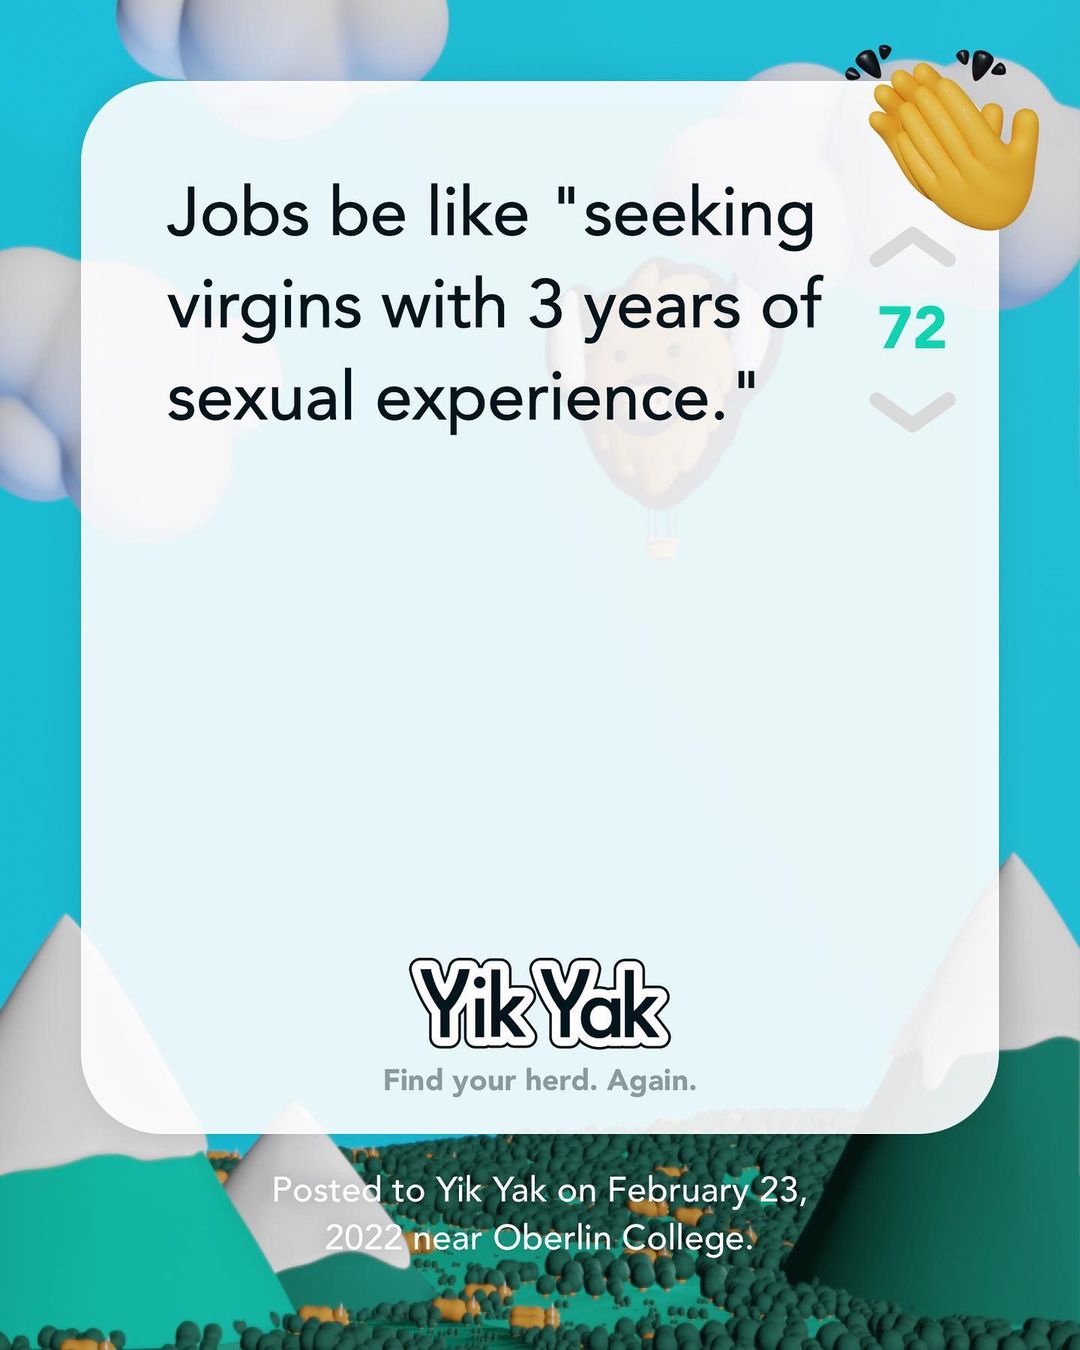 Jobs be like "seeking
virgins with 3 years of
sexual experience."
72
Yik Yak
Find your herd. Again.
Posted to Yik Yak on February 23,
2022 near Oberlin College.